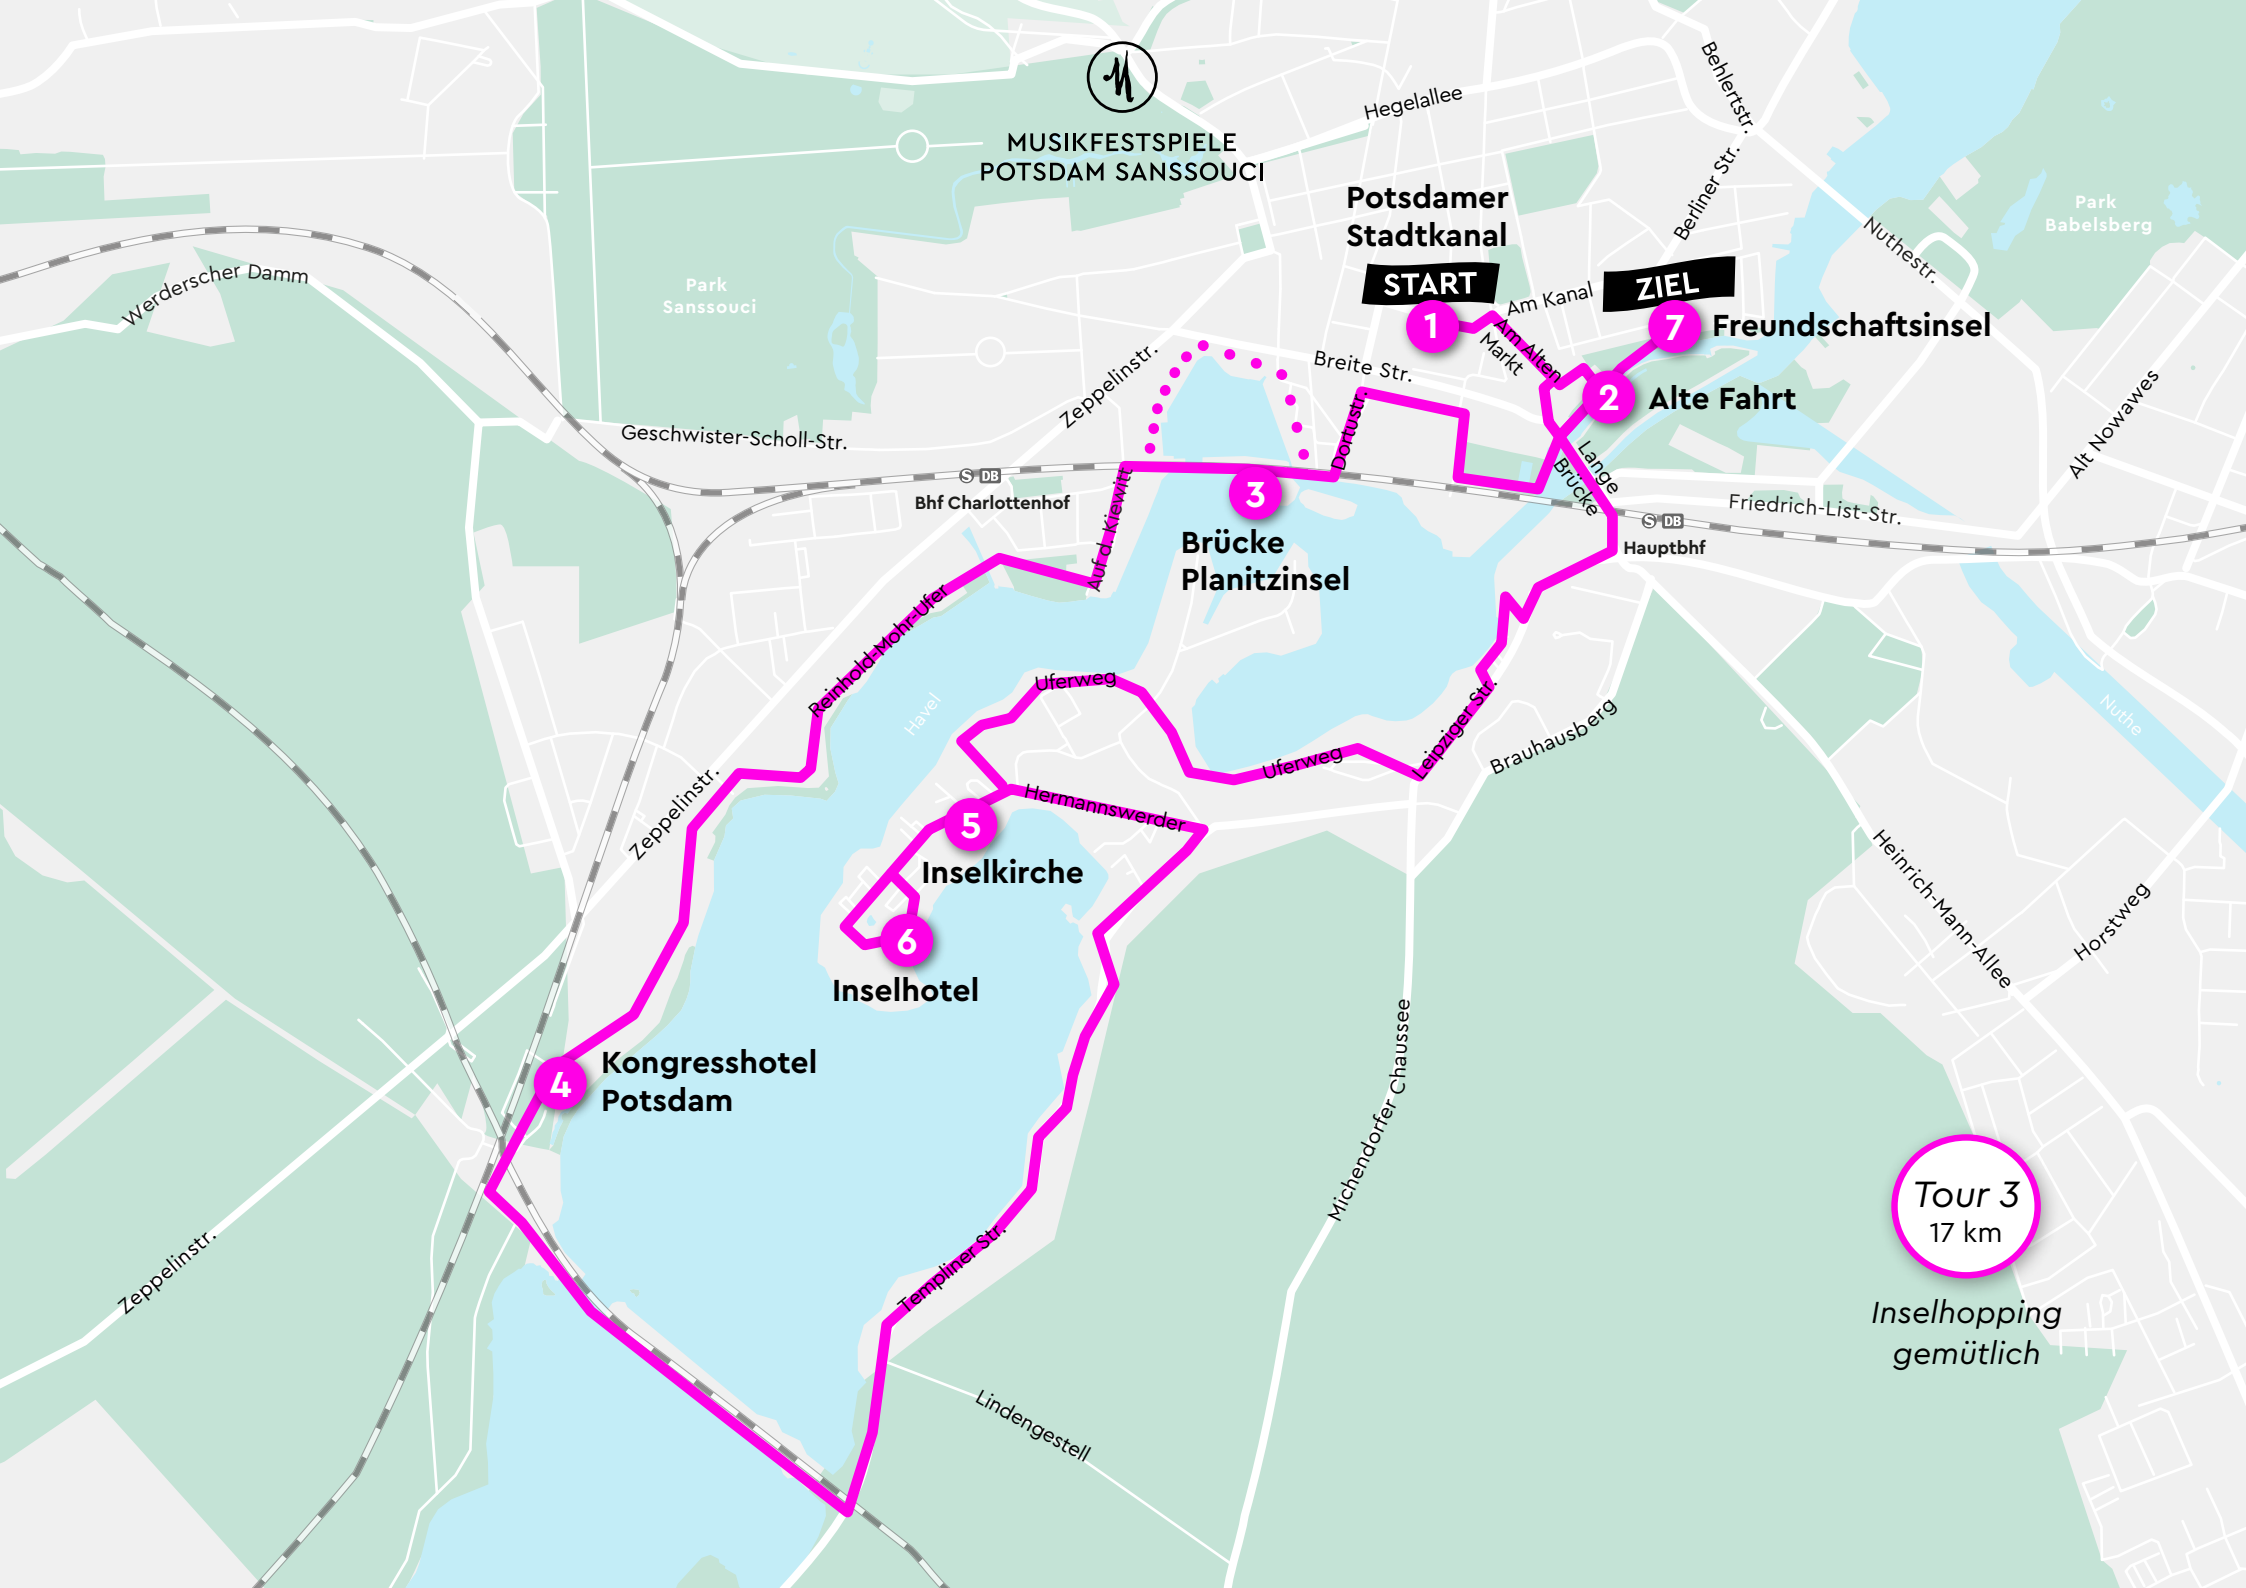 MUSIKFESTSPIELE
POTSDAM SANSSOUCI
Behlertstr.
Hegelallee
Berliner Str.
Nuthestr.
Park
Babelsberg
Potsdamer
Stadtkanal
START
Am Kanal
ZIEL
1
7
Freundschaftsinsel
Am Alten
Markt
Werderscher Damm
Park
Sanssouci
Zeppelinstr.
Breite Str.
2
Alte Fahrt
Alt Nowawes
Geschwister-Scholl-Str.
Dortustr.
Lange
Brücke
S DB
Bhf Charlottenhof
3
Brücke
Planitzinsel
Friedrich-List-Str.
S DB
Hauptbhf
Auf d. Kiewitt
Reinhold-Mohr-Ufer
Havel
Uferweg
Uferweg
Leipziger Str.
Brauhausberg
Nuthe
Zeppelinstr.
Hermannswerder
5
Inselkirche
6
Inselhotel
Heinrich-Mann-Allee
Horstweg
4
Kongresshotel
Potsdam
Michendorfer Chaussee
Zeppelinstr.
Templiner Str.
Lindengestell
Tour 3
17 km
Inselhopping
gemütlich